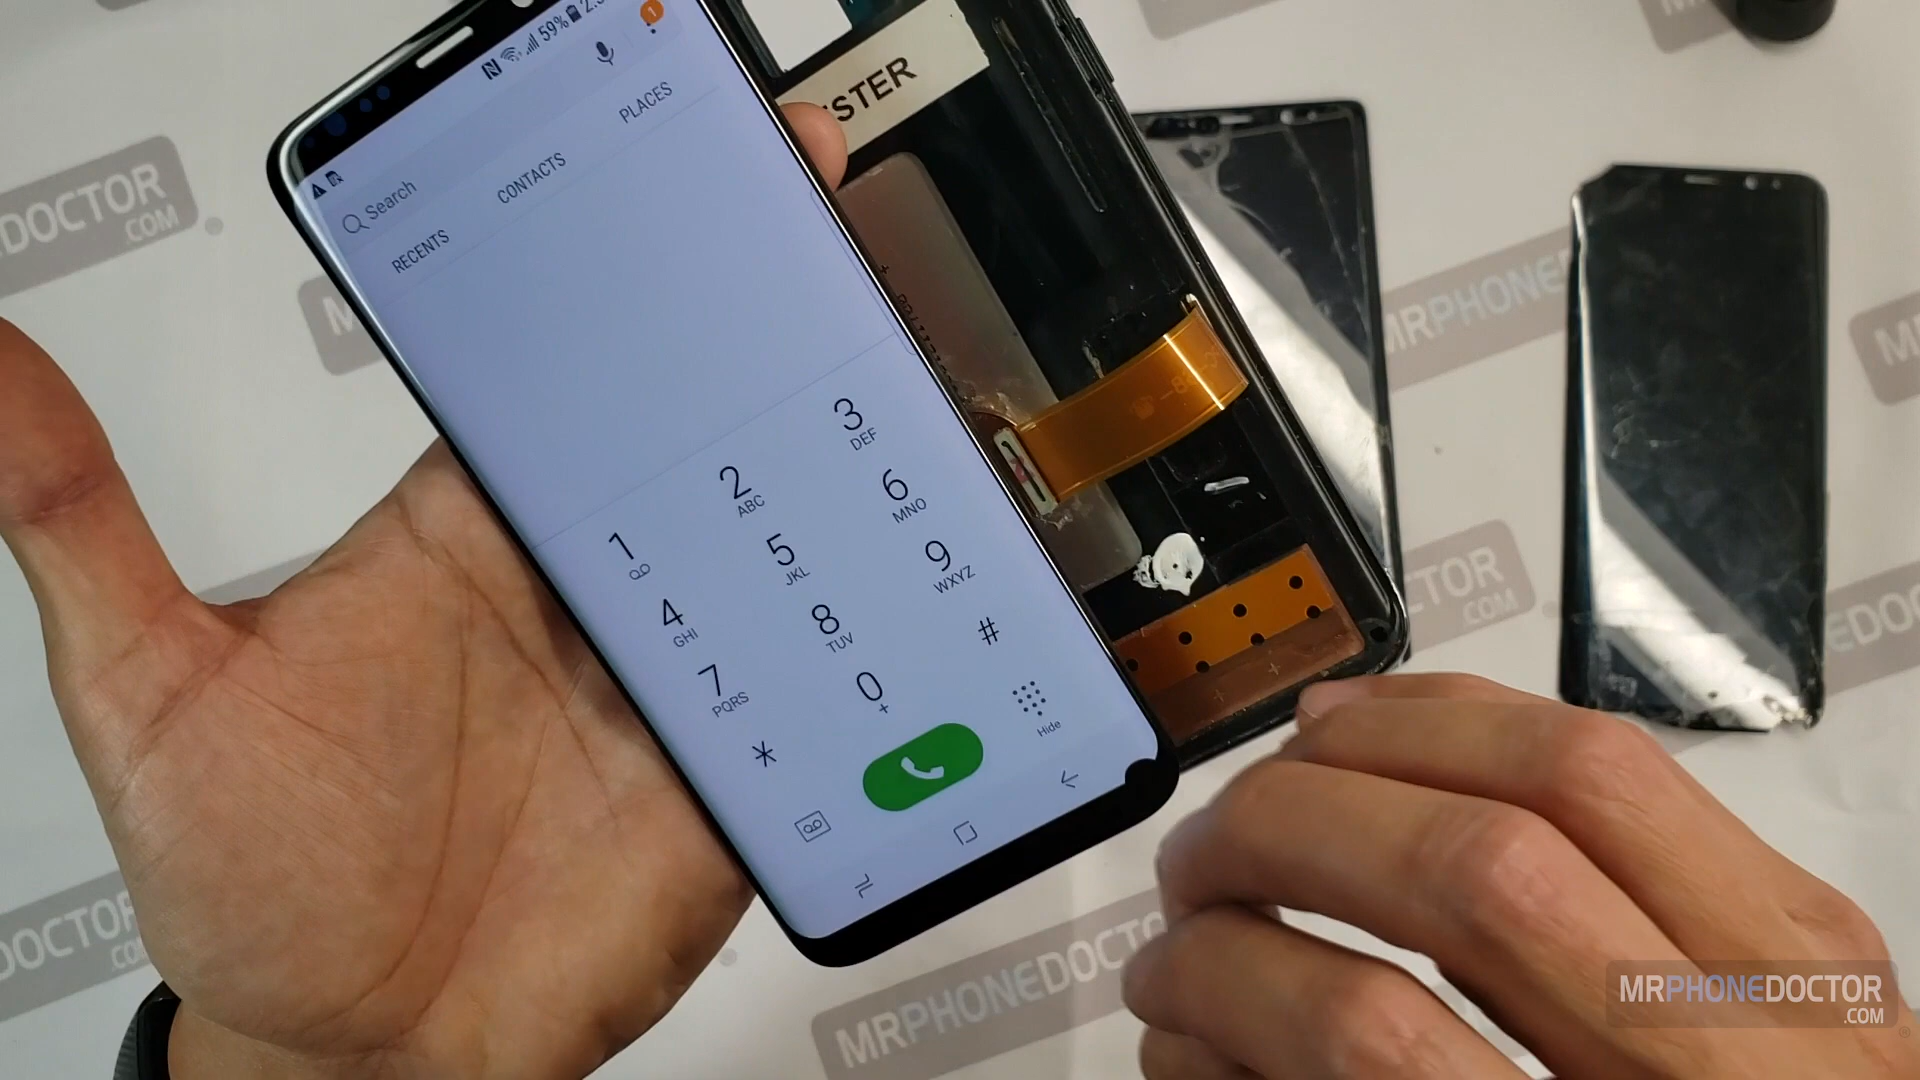 59%
PLACES
CONTACTS
RECENTS
Search
1
2
ABC
3
DEF
4
GHI
5
JKL
6
MNO
7
PQRS
8
TUV
9
WXYZ
*
0
+
#
Hide
STER
DOCTOR
.COM
MRPHONE
MRPHONEDOCTOR
MRPHONEDOCTOR
.COM